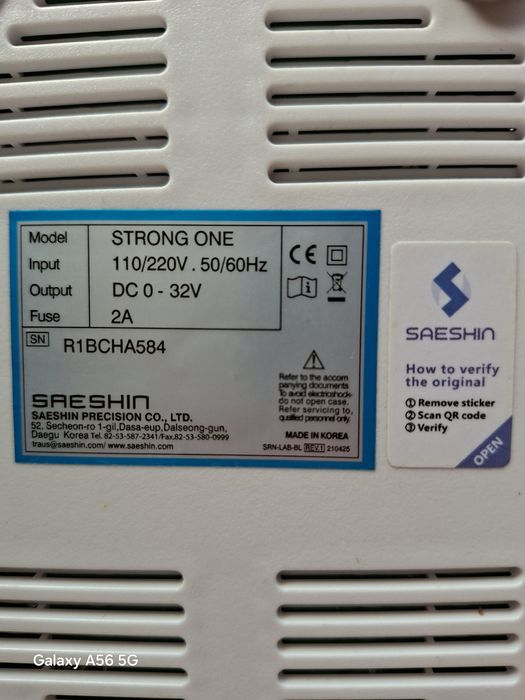 Model STRONG ONE
Input 110/220V . 50/60Hz
Output DC 0 - 32V
Fuse 2A
SN R1BCHA584
SAESHIN
SAESHIN PRECISION CO., LTD.
52, Secheon-ro 1-gil,Dasa-eup,Dalseong-gun,
Daegu Korea Tel. 82-53-587-2341/Fax.82-53-580-0999
traus@saeshin.com/ www.saeshin.com
CE
Refer to the accom
panying documents
To avoid electrioshock
do not open case.
Refer servicing to,
qualified personnel only.
MADE IN KOREA
SRN-LAB-BL REV.1 210425
SAESHIN
How to verify
the original
① Remove sticker
② Scan QR code
③ Verify
OPEN
Galaxy A56 5G